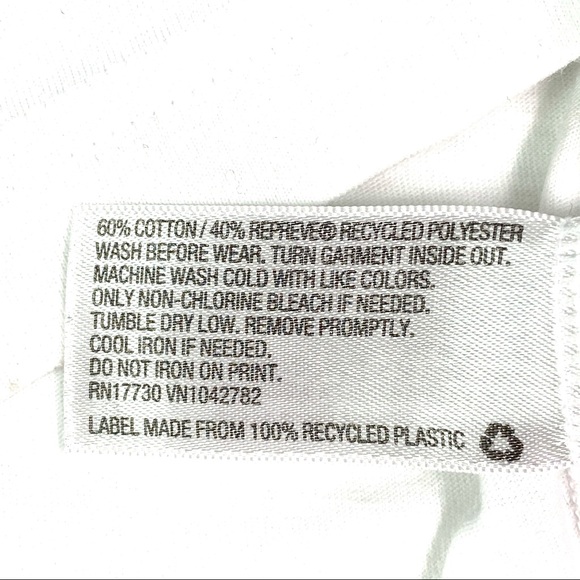 60% COTTON / 40% REPREVE® RECYCLED POLYESTER
WASH BEFORE WEAR. TURN GARMENT INSIDE OUT.
MACHINE WASH COLD WITH LIKE COLORS.
ONLY NON-CHLORINE BLEACH IF NEEDED.
TUMBLE DRY LOW. REMOVE PROMPTLY.
COOL IRON IF NEEDED.
DO NOT IRON ON PRINT.
RN17730 VN1042782
LABEL MADE FROM 100% RECYCLED PLASTIC